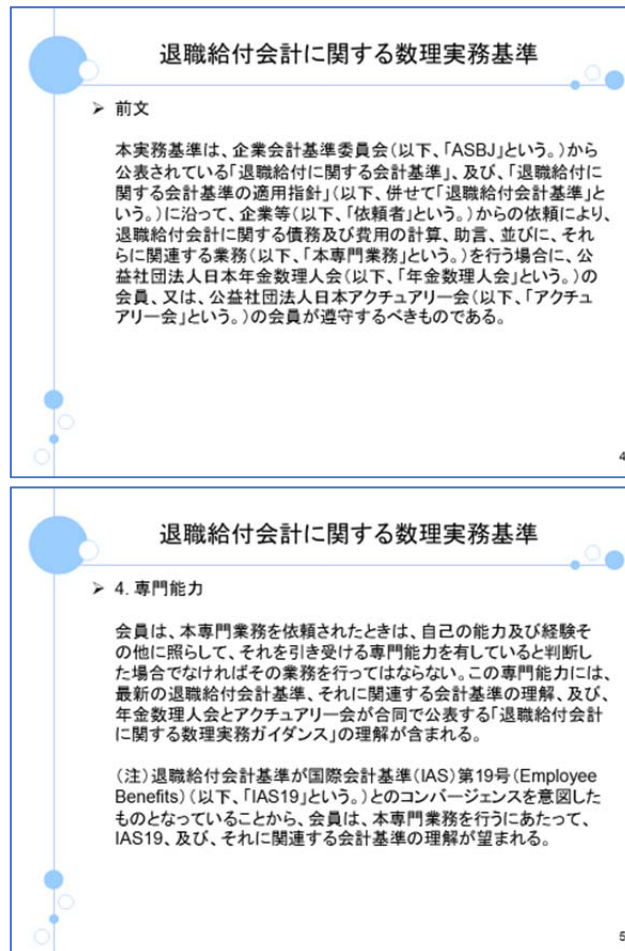 退職給付会計に関する数理実務基準
➢ 前文
本実務基準は、企業会計基準委員会(以下、「ASBJ」という。)から
公表されている「退職給付に関する会計基準」、及び、「退職給付に
関する会計基準の適用指針」(以下、併せて「退職給付会計基準」と
いう。)に沿って、企業等(以下、「依頼者」という。)からの依頼により、
退職給付会計に関する債務及び費用の計算、助言、並びに、それ
らに関連する業務(以下、「本専門業務」という。)を行う場合に、公
益社団法人日本年金数理人会(以下、「年金数理人会」という。)の
会員、又は、公益社団法人日本アクチュアリー会(以下、「アクチュ
アリー会」という。)の会員が遵守するべきものである。
4
退職給付会計に関する数理実務基準
➢ 4. 専門能力
会員は、本専門業務を依頼されたときは、自己の能力及び経験そ
の他に照らして、それを引き受ける専門能力を有していると判断し
た場合でなければその業務を行ってはならない。この専門能力には、
最新の退職給付会計基準、それに関連する会計基準の理解、及び、
年金数理人会とアクチュアリー会が合同で公表する「退職給付会計
に関する数理実務ガイダンス」の理解が含まれる。
(注)退職給付会計基準が国際会計基準(IAS)第19号(Employee
Benefits)(以下、「IAS19」という。)とのコンバージェンスを意図した
ものとなっていることから、会員は、本専門業務を行うにあたって、
IAS19、及び、それに関連する会計基準の理解が望まれる。
5